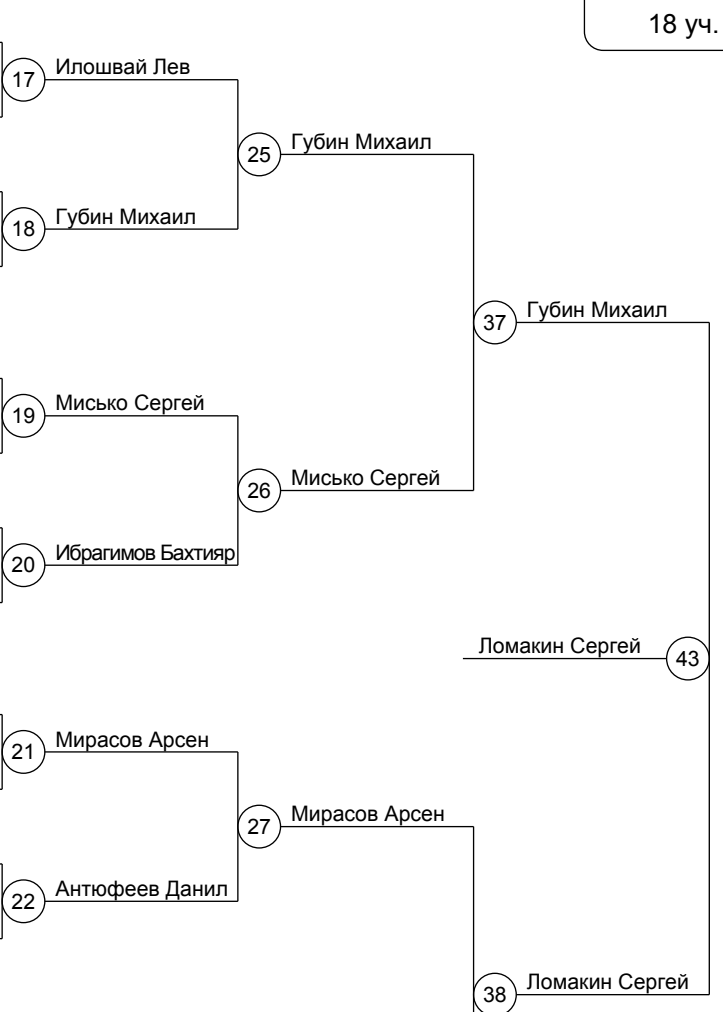 18 уч.
17 Илошвай Лев
25 Губин Михаил
18 Губин Михаил
37 Губин Михаил
19 Мисько Сергей
26 Мисько Сергей
20 Ибрагимов Бахтияр
Ломакин Сергей 43
21 Мирасов Арсен
27 Мирасов Арсен
22 Антюфеев Данил
38 Ломакин Сергей